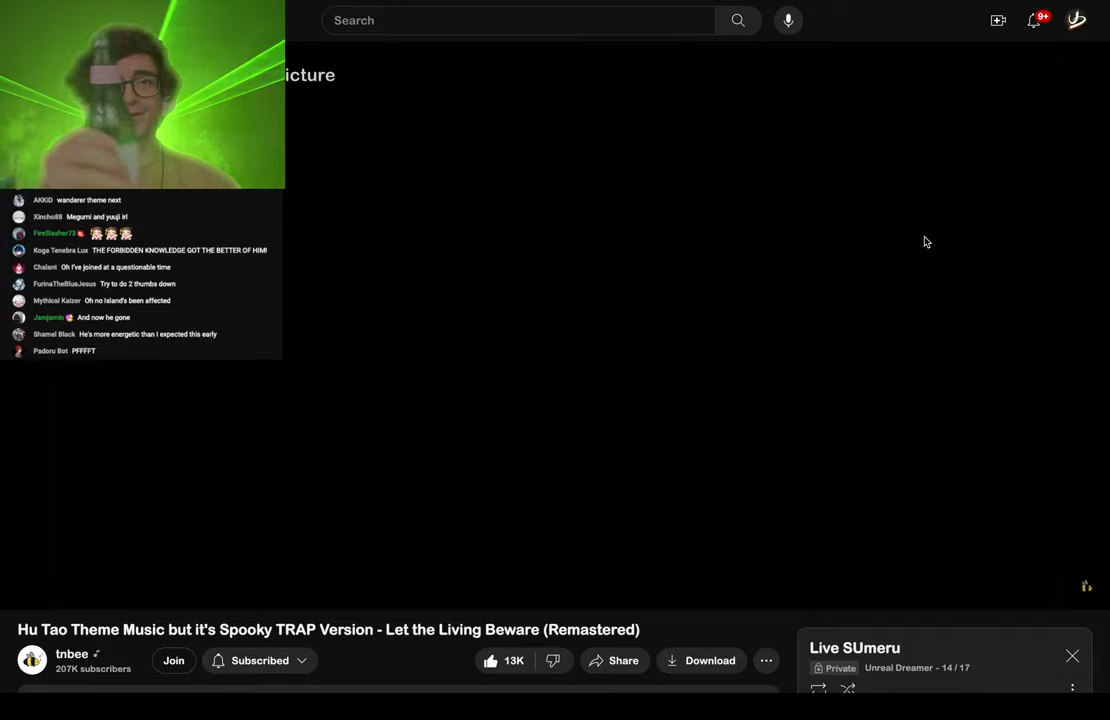 Search
9+
icture
AKKiD wanderer theme next
Xincho88 Megumi and yuuji irl
FireSlasher73
Koga Tenebra Lux THE FORBIDDEN KNOWLEDGE GOT THE BETTER OF HIM!
Chalant Oh I've joined at a questionable time
FurinaTheBlueJesus Try to do 2 thumbs down
Mythical Kaizer Oh no Island's been affected
Jamjamin And now he gone
Shamel Black He's more energetic than I expected this early
Padoru Bot PFFFFT
Hu Tao Theme Music but it's Spooky TRAP Version - Let the Living Beware (Remastered)
tnbee
207K subscribers
Join
Subscribed
13K
Share
Download
Live SUmeru
Private Unreal Dreamer - 14 / 17